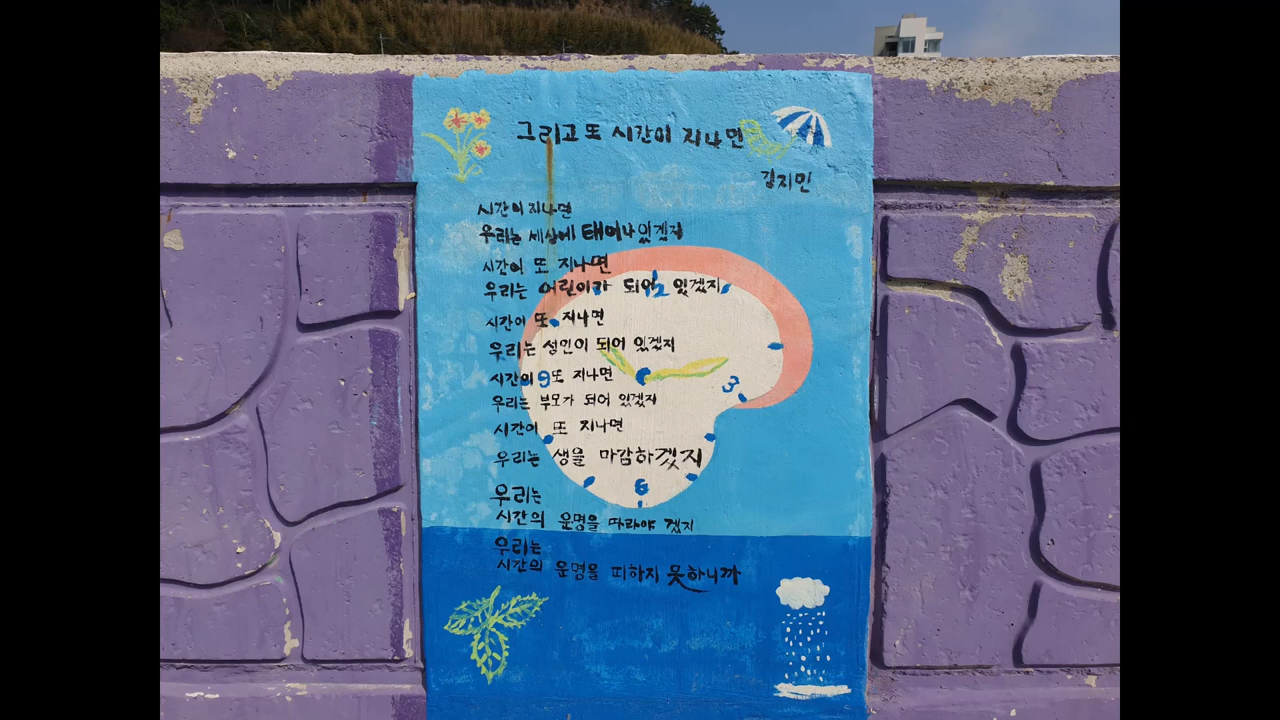 그리고 또 시간이 지나면
김지민
시간이 지나면
우리는 세상에 태어나 있겠지
시간이 또 지나면
우리는 어린이가 되어 있겠지
시간이 또 지나면
우리는 성인이 되어 있겠지
시간이 또 지나면
우리는 부모가 되어 있겠지
시간이 또 지나면
우리는 생을 마감하겠지
우리는
시간의 운명을 따라야 겠지
우리는
시간의 운명을 피하지 못하니까
12
3
6
9